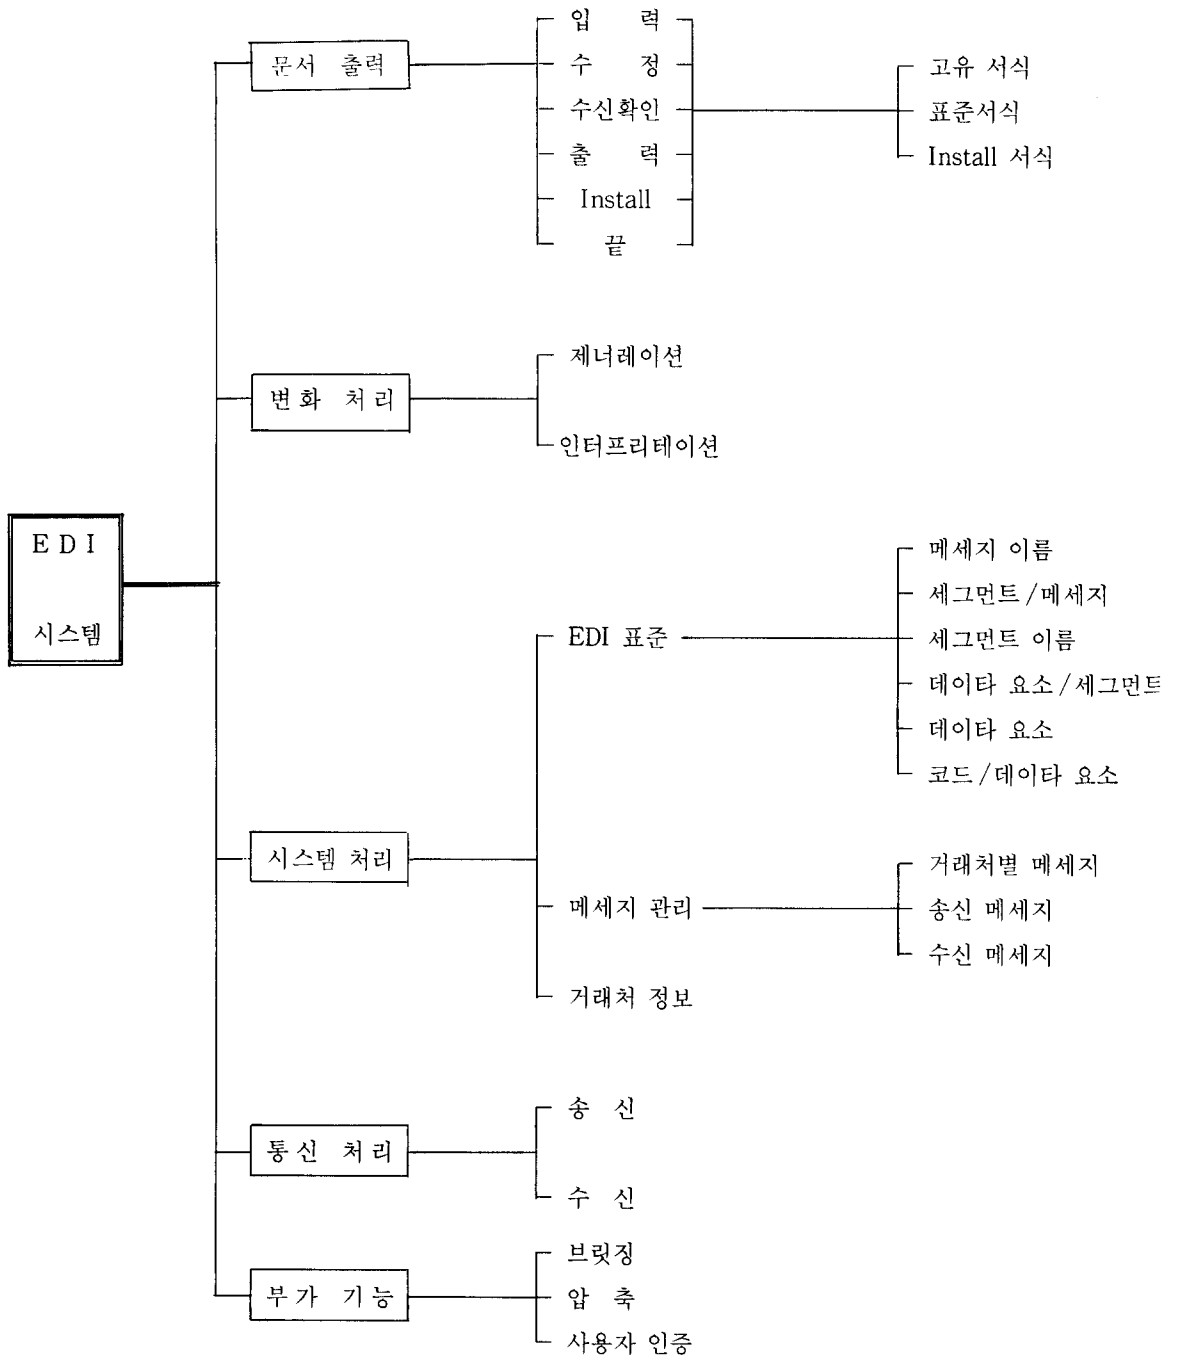 EDI
시스템
문서 출력
입 력
수 정
수신확인
출 력
Install
끝
고유 서식
표준서식
Install 서식
변화 처리
제너레이션
인터프리테이션
시스템 처리
EDI 표준
메세지 이름
세그먼트/메세지
세그먼트 이름
데이타 요소/세그먼트
데이타 요소
코드/데이타 요소
메세지 관리
거래처별 메세지
송신 메세지
수신 메세지
거래처 정보
통신 처리
송 신
수 신
부가 기능
브릿징
압 축
사용자 인증